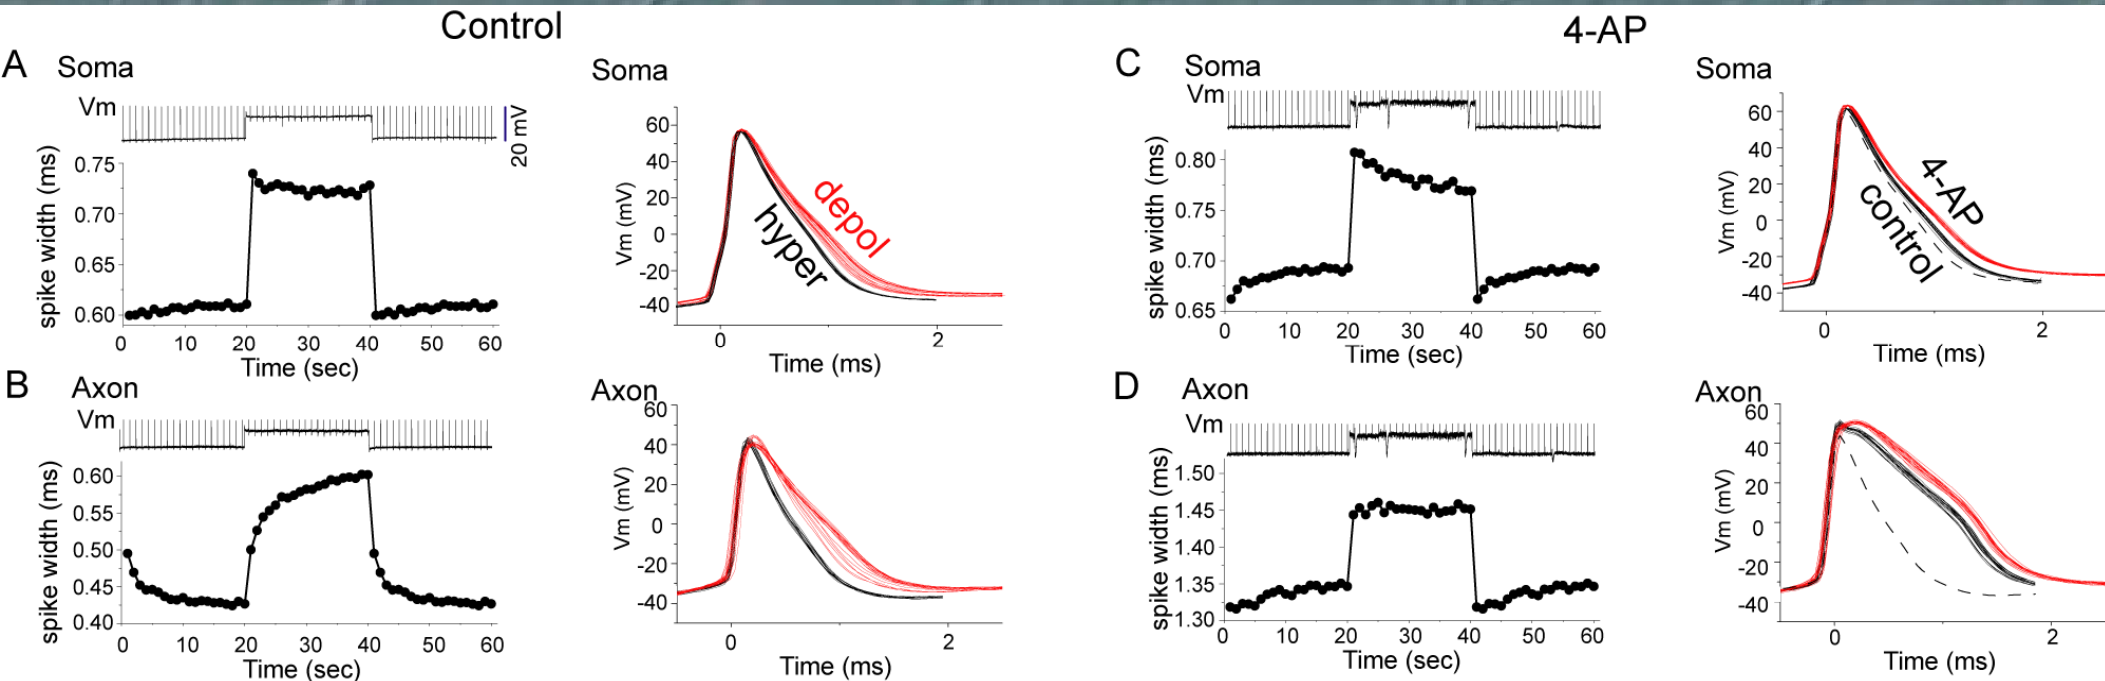 Control
A Soma
Vm
20 mV
spike width (ms)
0.75
0.70
0.65
0.60
0 10 20 30 40 50 60
Time (sec)
Soma
Vm (mV)
60
40
20
0
-20
-40
depol
hyper
0 2
Time (ms)
B Axon
Vm
spike width (ms)
0.60
0.55
0.50
0.45
0.40
0 10 20 30 40 50 60
Time (sec)
Axon
Vm (mV)
60
40
20
0
-20
-40
0 2
Time (ms)
4-AP
C Soma
Vm
spike width (ms)
0.80
0.75
0.70
0.65
0 10 20 30 40 50 60
Time (sec)
Soma
Vm (mV)
60
40
20
0
-20
-40
4-AP
control
0 2
Time (ms)
D Axon
Vm
spike width (ms)
1.50
1.45
1.40
1.35
1.30
0 10 20 30 40 50 60
Time (sec)
Axon
Vm (mV)
60
40
20
0
-20
-40
0 2
Time (ms)